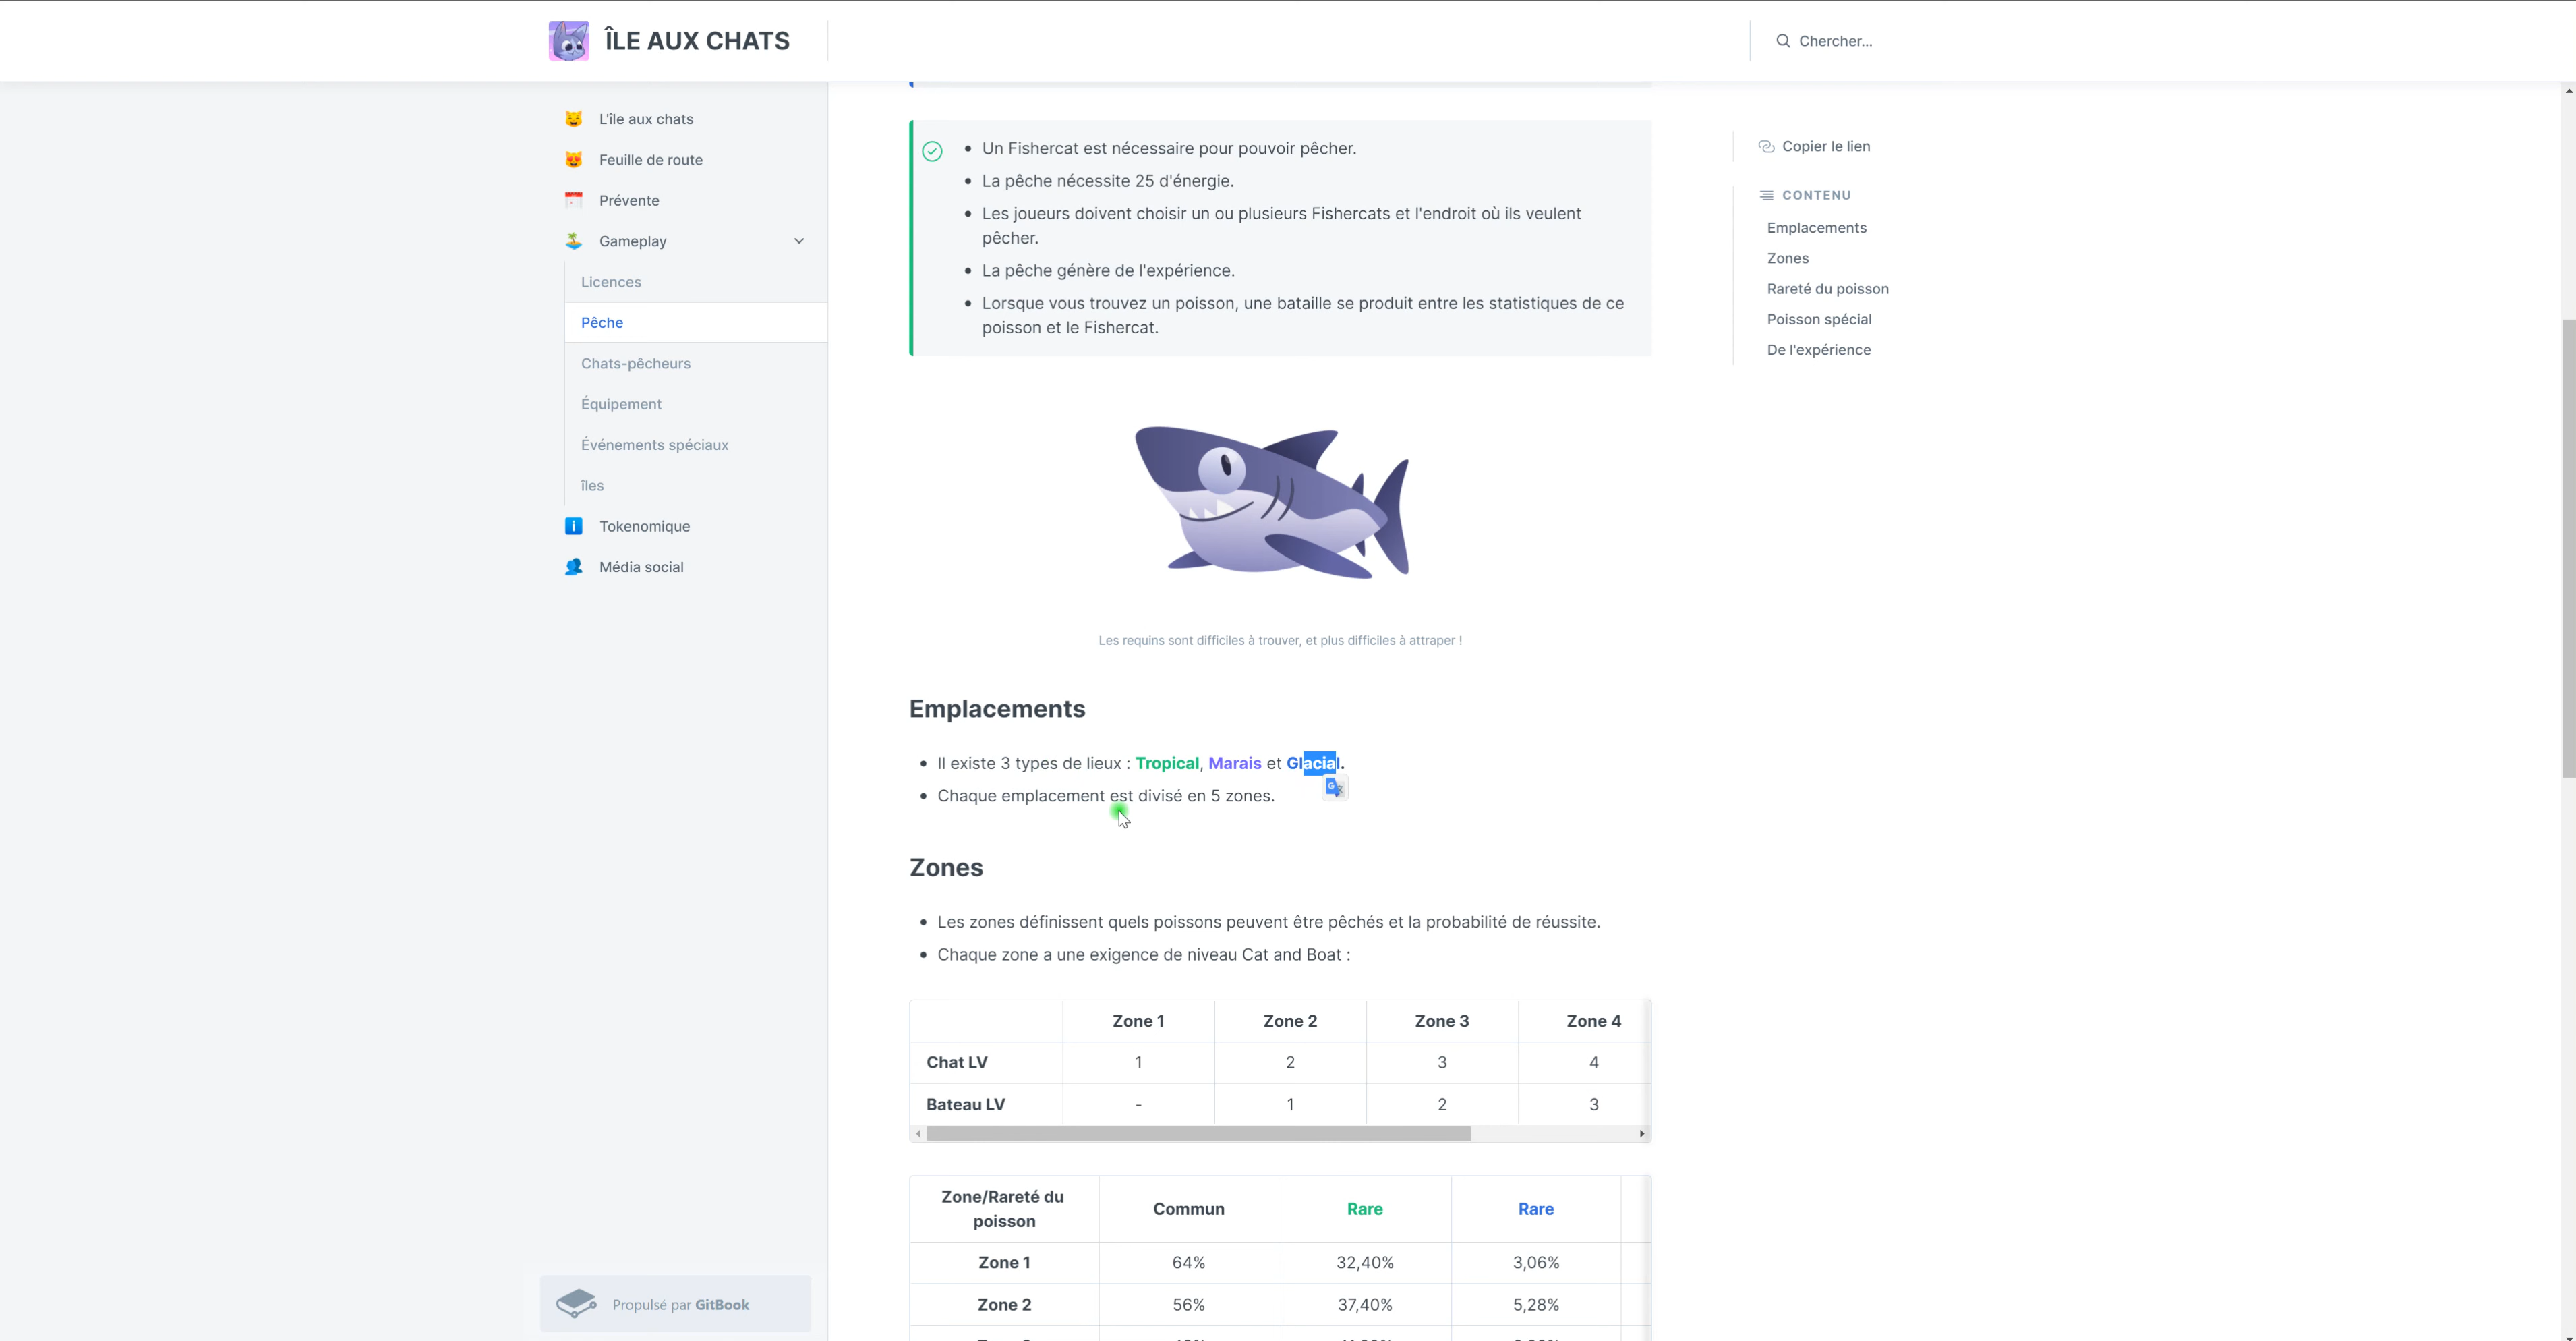 ÎLE AUX CHATS
Chercher...
L'île aux chats
Feuille de route
Prévente
Gameplay
Licences
Pêche
Chats-pêcheurs
Équipement
Événements spéciaux
îles
Tokenomique
Média social
Propulsé par GitBook
Un Fishercat est nécessaire pour pouvoir pêcher.
La pêche nécessite 25 d'énergie.
Les joueurs doivent choisir un ou plusieurs Fishercats et l'endroit où ils veulent
pêcher.
La pêche génère de l'expérience.
Lorsque vous trouvez un poisson, une bataille se produit entre les statistiques de ce
poisson et le Fishercat.
Les requins sont difficiles à trouver, et plus difficiles à attraper !
Emplacements
Il existe 3 types de lieux : Tropical, Marais et Glacial.
Chaque emplacement est divisé en 5 zones.
Zones
Les zones définissent quels poissons peuvent être pêchés et la probabilité de réussite.
Chaque zone a une exigence de niveau Cat and Boat :
Zone 1 Zone 2 Zone 3 Zone 4
Chat LV 1 2 3 4
Bateau LV - 1 2 3
Zone/Rareté du
poisson
Commun Rare Rare
Zone 1 64% 32,40% 3,06%
Zone 2 56% 37,40% 5,28%
Copier le lien
CONTENU
Emplacements
Zones
Rareté du poisson
Poisson spécial
De l'expérience